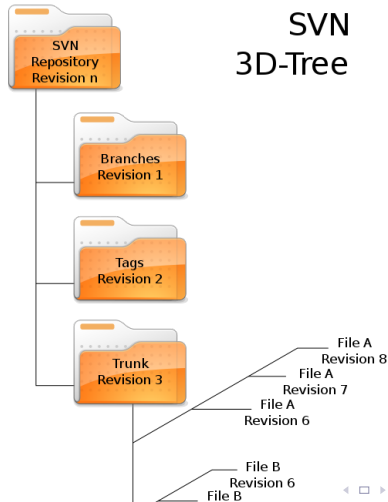 SVN
3D-Tree
SVN
Repository
Revision n
Branches
Revision 1
Tags
Revision 2
Trunk
Revision 3
File A
Revision 8
File A
Revision 7
File A
Revision 6
File B
Revision 6
File B